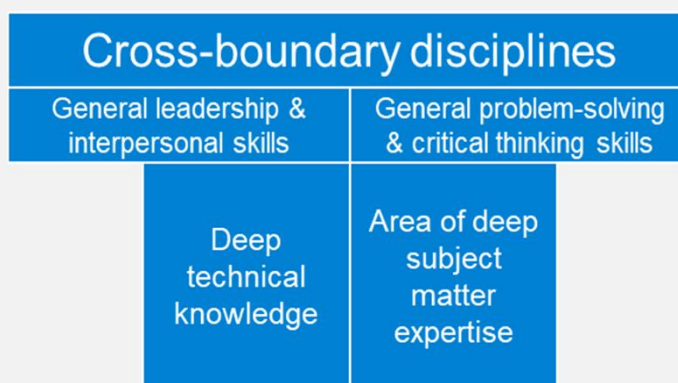 Cross-boundary disciplines
General leadership &
interpersonal skills
General problem-solving
& critical thinking skills
Deep
technical
knowledge
Area of deep
subject
matter
expertise